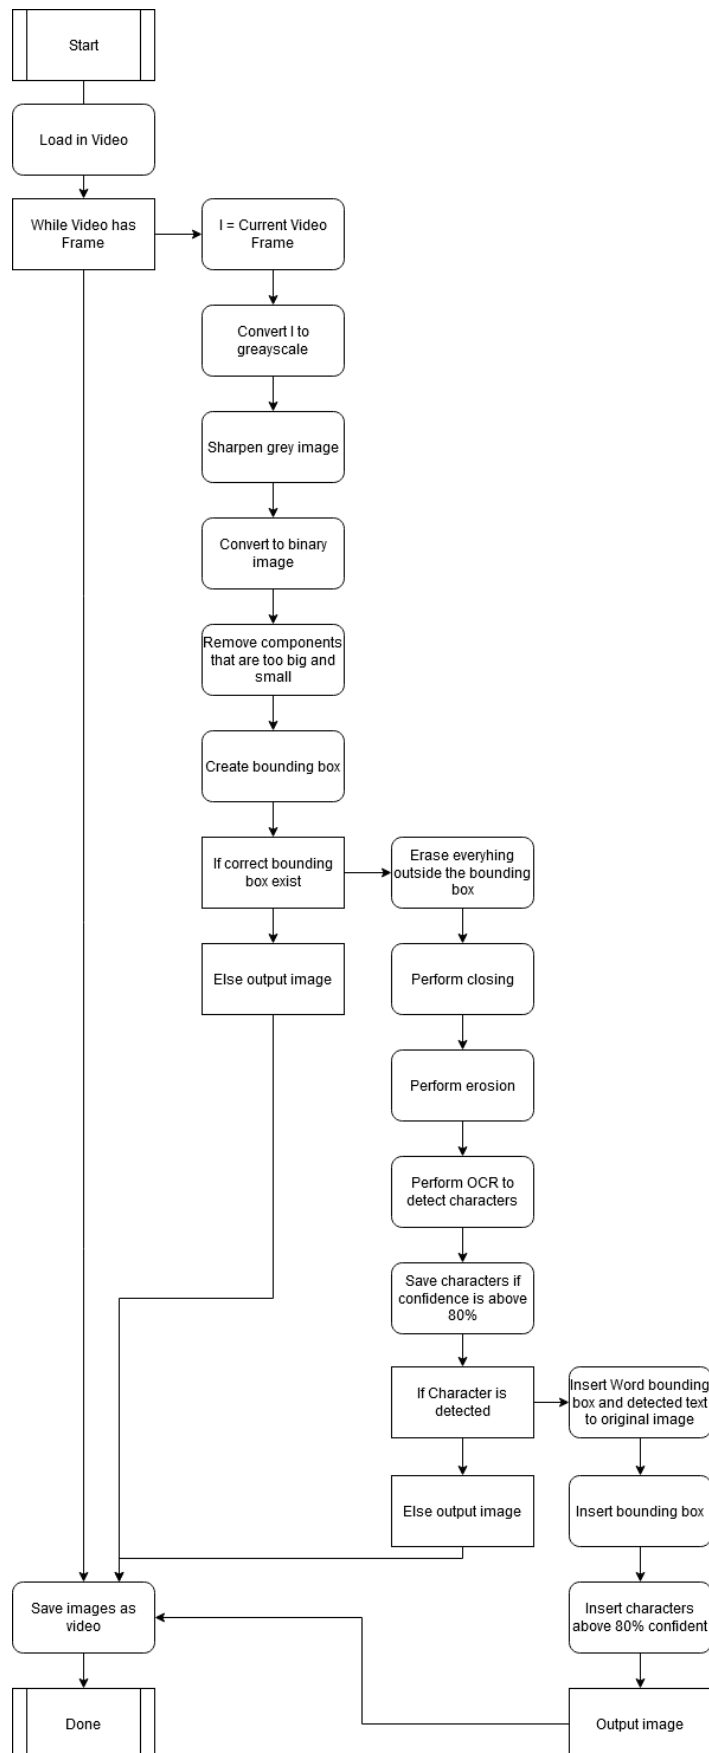 Start
Load in Video
While Video has
Frame
I = Current Video
Frame
Convert I to
greayscale
Sharpen grey image
Convert to binary
image
Remove components
that are too big and
small
Create bounding box
If correct bounding
box exist
Erase everyhing
outside the bounding
box
Else output image
Perform closing
Perform erosion
Perform OCR to
detect characters
Save characters if
confidence is above
80%
If Character is
detected
Insert Word bounding
box and detected text
to original image
Else output image
Insert bounding box
Save images as
video
Insert characters
above 80% confident
Done
Output image